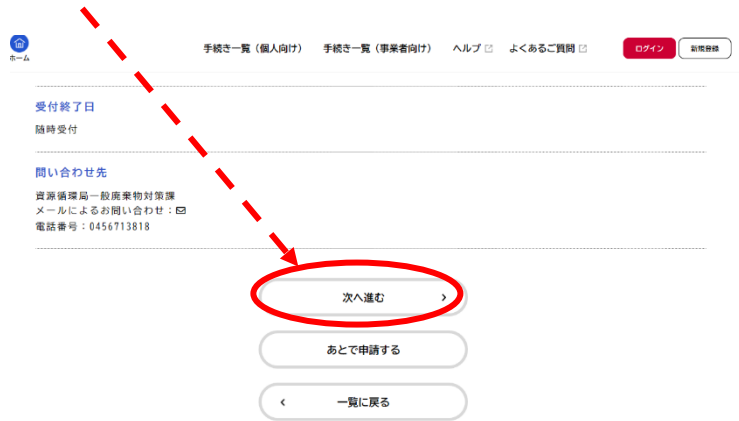 ホーム
手続き一覧（個人向け）
手続き一覧（事業者向け）
ヘルプ
よくあるご質問
ログイン
新規登録
受付終了日
随時受付
問い合わせ先
資源循環局一般廃棄物対策課
メールによるお問い合わせ：
電話番号：0456713818
次へ進む
あとで申請する
一覧に戻る